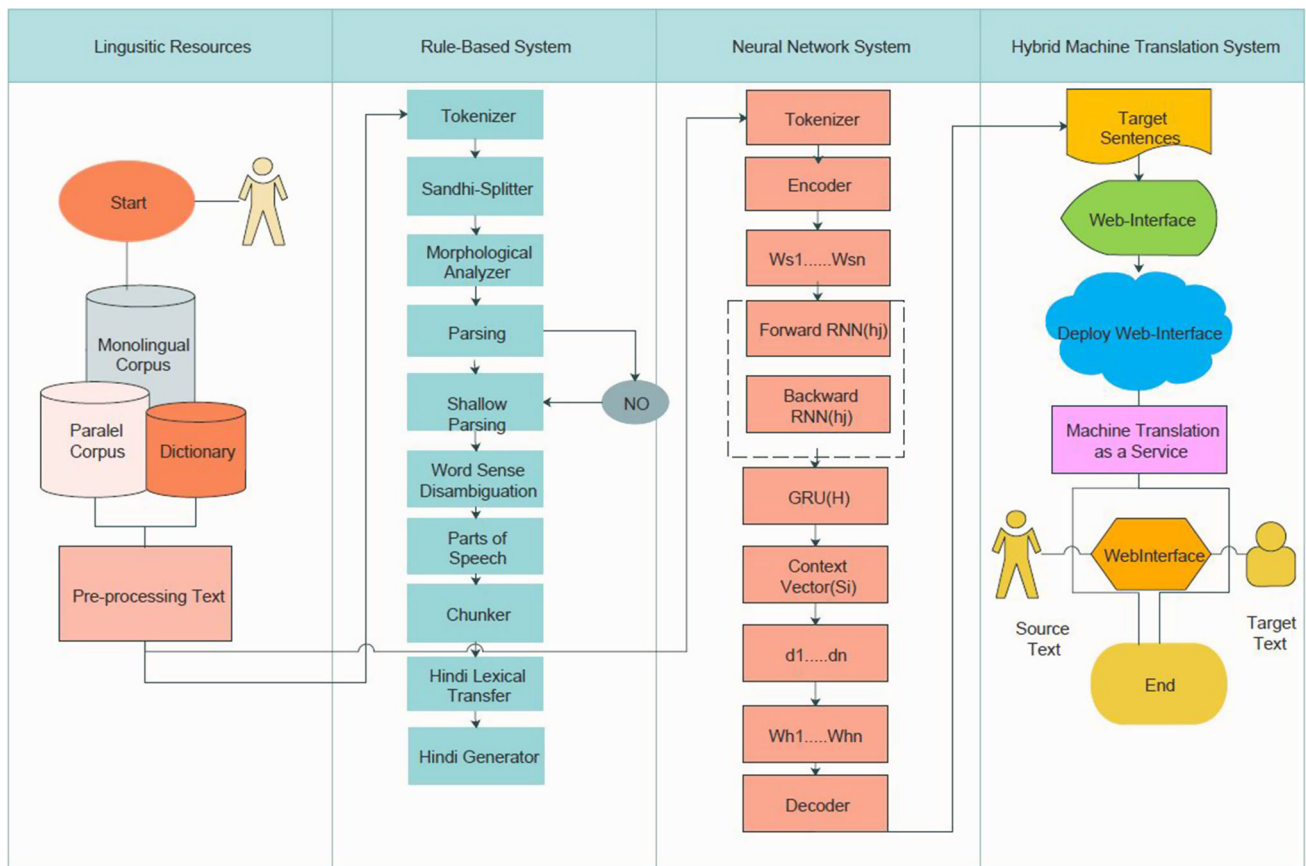 Lingusitic Resources
Rule-Based System
Neural Network System
Hybrid Machine Translation System
Start
Monolingual
Corpus
Paralel
Corpus
Dictionary
Pre-processing Text
Tokenizer
Sandhi-Splitter
Morphological
Analyzer
Parsing
NO
Shallow
Parsing
Word Sense
Disambiguation
Parts of
Speech
Chunker
Hindi Lexical
Transfer
Hindi Generator
Tokenizer
Encoder
Ws1......Wsn
Forward RNN(hj)
Backward
RNN(hj)
GRU(H)
Context
Vector(Si)
d1.....dn
Wh1.....Whn
Decoder
Target
Sentences
Web-Interface
Deploy Web-Interface
Machine Translation
as a Service
WebInterface
Source
Text
Target
Text
End